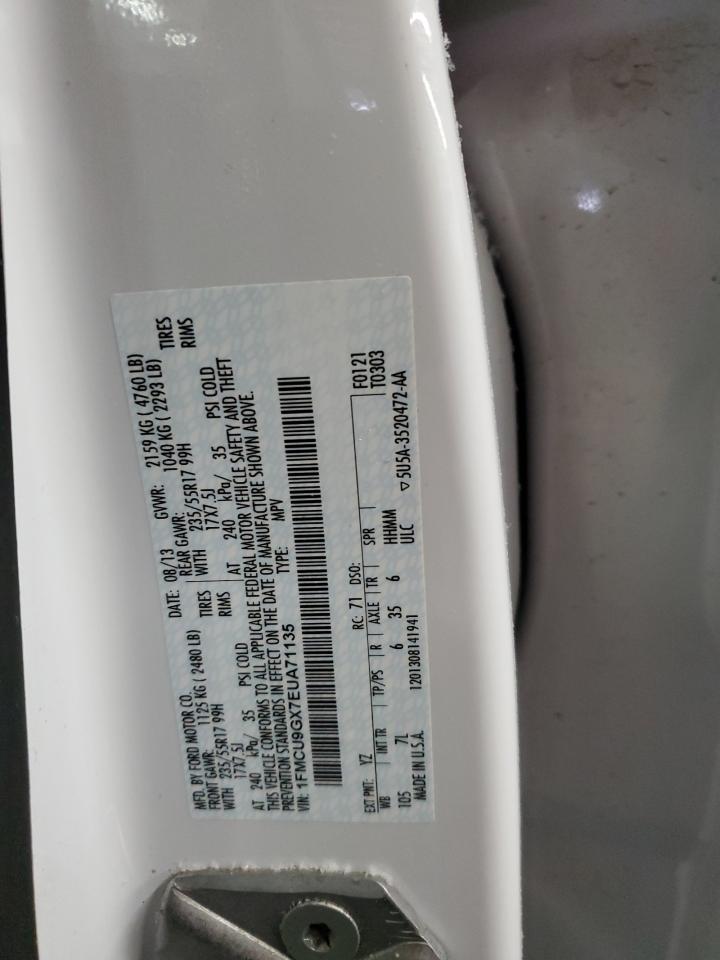 MFD. BY FORD MOTOR CO.
DATE: 08/13 GVWR: 2159 KG ( 4760 LB)
FRONT GAWR: 1125 KG ( 2480 LB) REAR GAWR: 1040 KG ( 2293 LB)
WITH 235/55R17 99H TIRES WITH 235/55R17 99H TIRES
17X7.5J RIMS 17X7.5J RIMS
AT 240 kPa/ 35 PSI COLD AT 240 kPa/ 35 PSI COLD
THIS VEHICLE CONFORMS TO ALL APPLICABLE FEDERAL MOTOR VEHICLE SAFETY AND THEFT
PREVENTION STANDARDS IN EFFECT ON THE DATE OF MANUFACTURE SHOWN ABOVE.
VIN: 1FMCU9GX7EUA71135 TYPE: MPV
F0121
T0303
EXT PNT: YZ RC: 71 DSO:
WB INT TR TP/PS R AXLE TR SPR
105 7L 6 35 6 HHMM
MADE IN U.S.A. 1201308141941 ULC ▽5U5A-3520472-AA